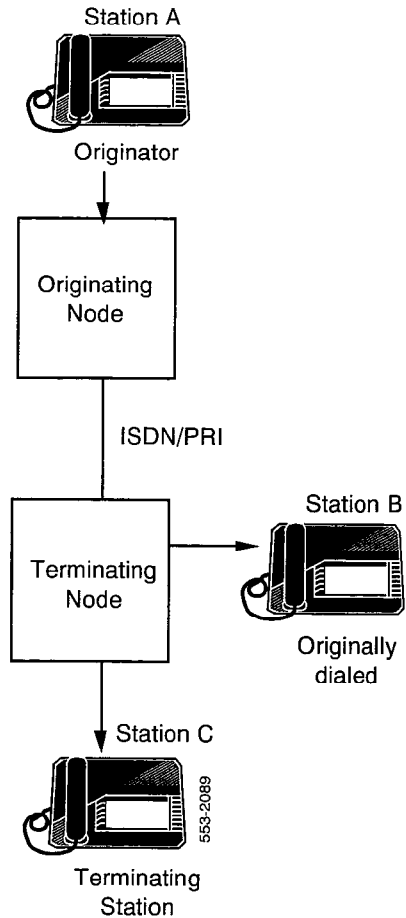 Station A
Originator
Originating
Node
ISDN/PRI
Station B
Terminating
Node
Originally
dialed
Station C
553-2089
Terminating
Station